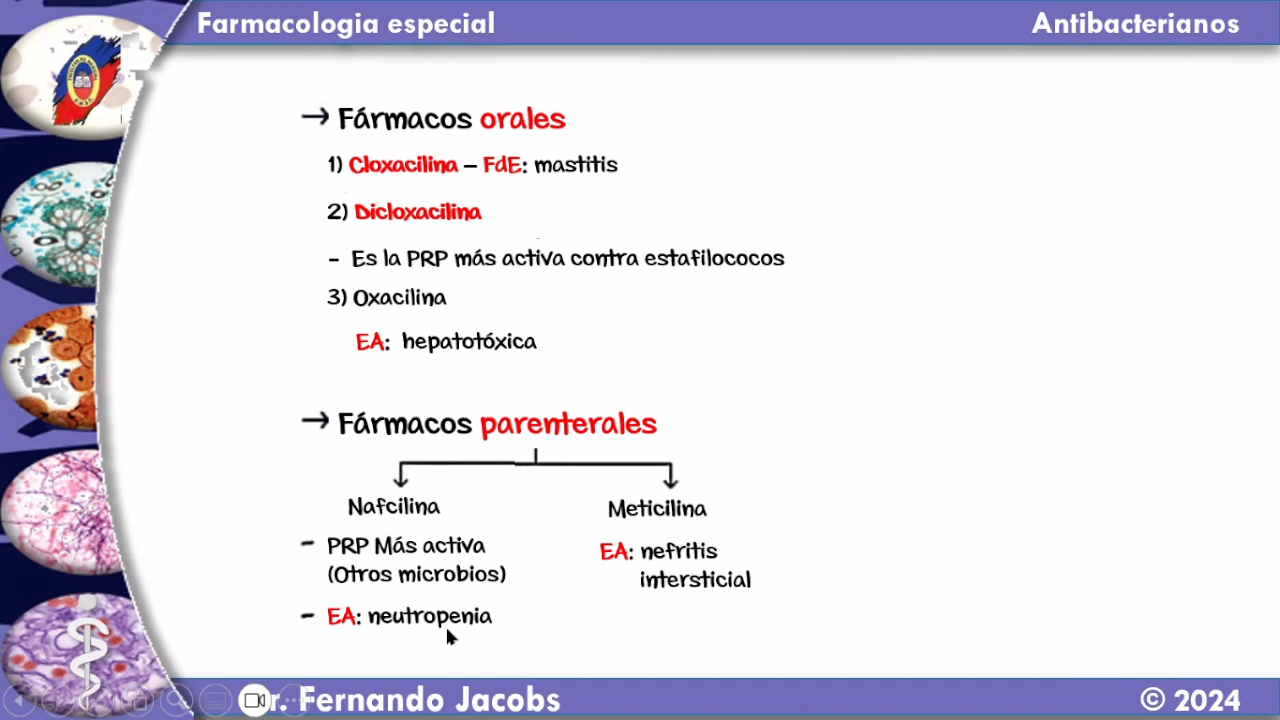 Farmacologia especial
Antibacterianos
→ Fármacos orales
1) Cloxacilina – FdE: mastitis
2) Dicloxacilina
- Es la PRP más activa contra estafilococos
3) Oxacilina
EA: hepatotóxica
→ Fármacos parenterales
Nafcilina
Meticilina
- PRP Más activa
(Otros microbios)
- EA: neutropenia
EA: nefritis
intersticial
r. Fernando Jacobs
© 2024